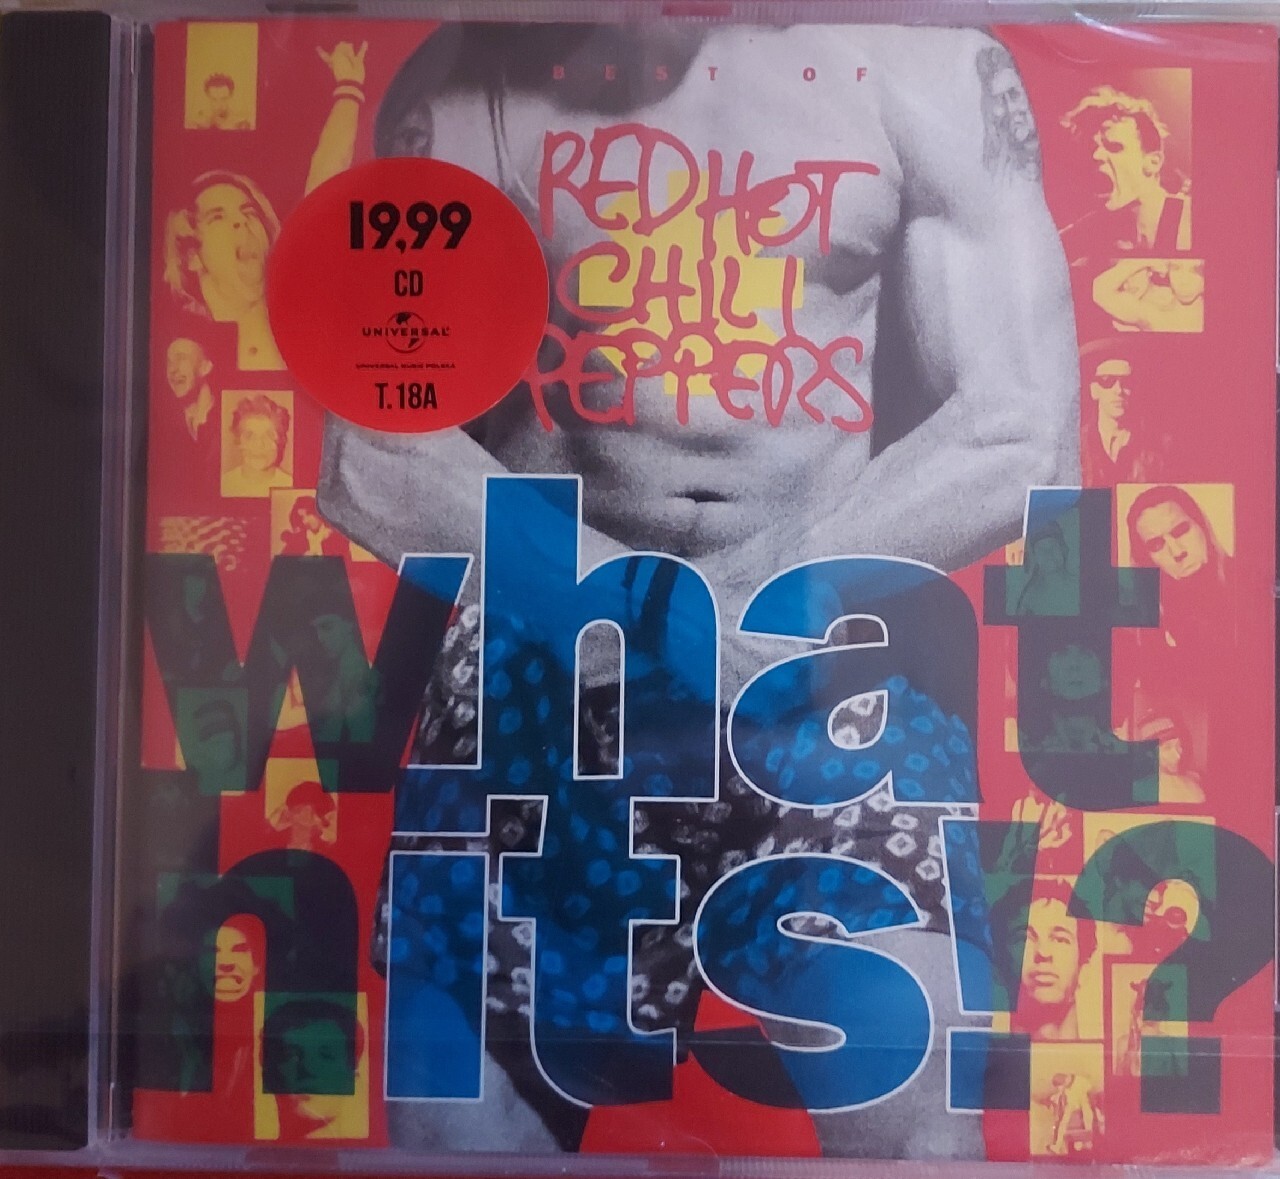 BEST OF
RED HOT
CHILI
PEPPERS
19,99
CD
UNIVERSAL
UNIVERSAL MUSIC POLSKA
T.18A
what
hits!?